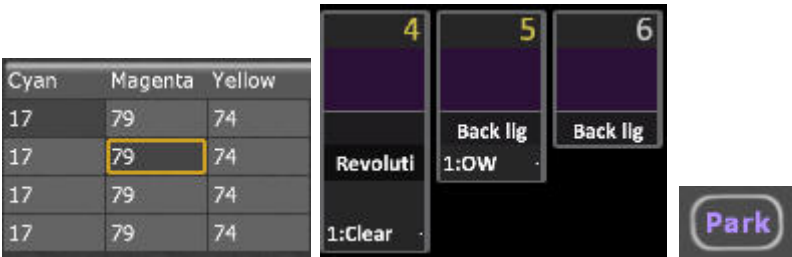 Cyan Magenta Yellow
17 79 74
17 79 74
17 79 74
17 79 74
4 5 6
Back lig Back lig
Revoluti 1:OW
1:Clear
Park